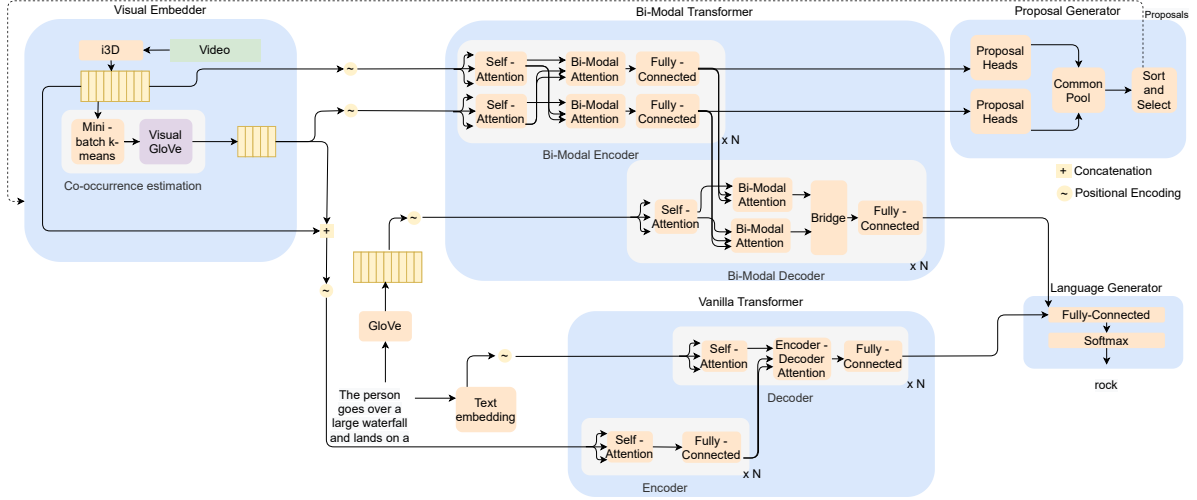 Visual Embedder
Bi-Modal Transformer
Proposal Generator
Proposals
i3D
Video
Mini -
batch k-
means
Visual
GloVe
Co-occurrence estimation
Self -
Attention
Bi-Modal
Attention
Fully -
Connected
Self -
Attention
Bi-Modal
Attention
Fully -
Connected
x N
Bi-Modal Encoder
Proposal
Heads
Proposal
Heads
Common
Pool
Sort
and
Select
+ Concatenation
~ Positional Encoding
~
~
+
~
~
Self -
Attention
Bi-Modal
Attention
Bi-Modal
Attention
Bridge
Fully -
Connected
x N
Bi-Modal Decoder
GloVe
The person
goes over a
large waterfall
and lands on a
Text
embedding
~
Vanilla Transformer
Self -
Attention
Encoder -
Decoder
Attention
Fully -
Connected
x N
Decoder
Self -
Attention
Fully -
Connected
x N
Encoder
Language Generator
Fully-Connected
Softmax
rock